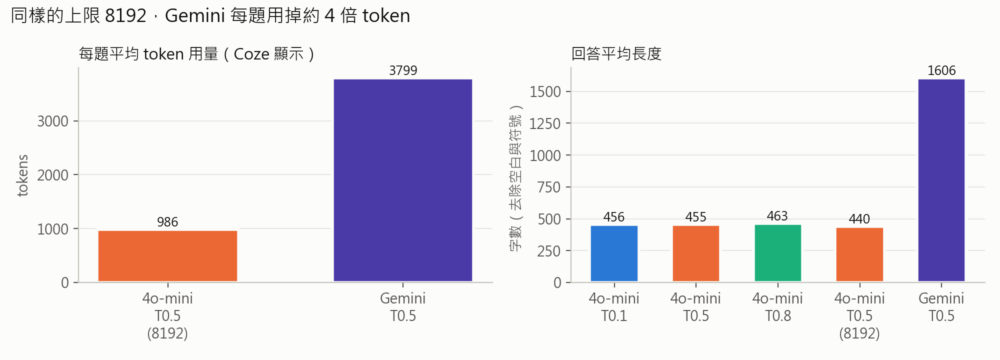 同樣的上限 8192，Gemini 每題用掉約 4 倍 token
每題平均 token 用量（Coze 顯示）
3799
3000
2000
1000
0
tokens
986
4o-mini
T0.5
(8192)
Gemini
T0.5
回答平均長度
1606
1500
1250
1000
750
500
250
0
字數（去除空白與符號）
456
455
463
440
4o-mini
T0.1
4o-mini
T0.5
4o-mini
T0.8
4o-mini
T0.5
(8192)
Gemini
T0.5